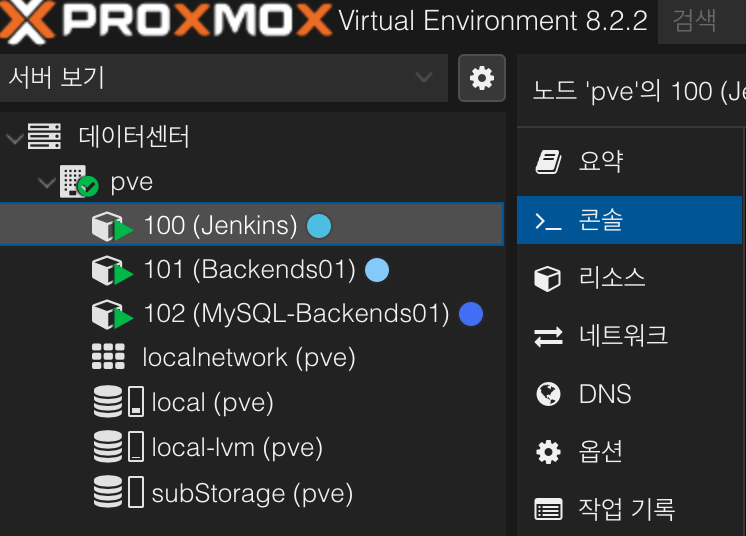 PROXMOX Virtual Environment 8.2.2 검색
서버 보기
노드 'pve'의 100 (Je
데이터센터
pve
100 (Jenkins)
101 (Backends01)
102 (MySQL-Backends01)
localnetwork (pve)
local (pve)
local-lvm (pve)
subStorage (pve)
요약
콘솔
리소스
네트워크
DNS
옵션
작업 기록